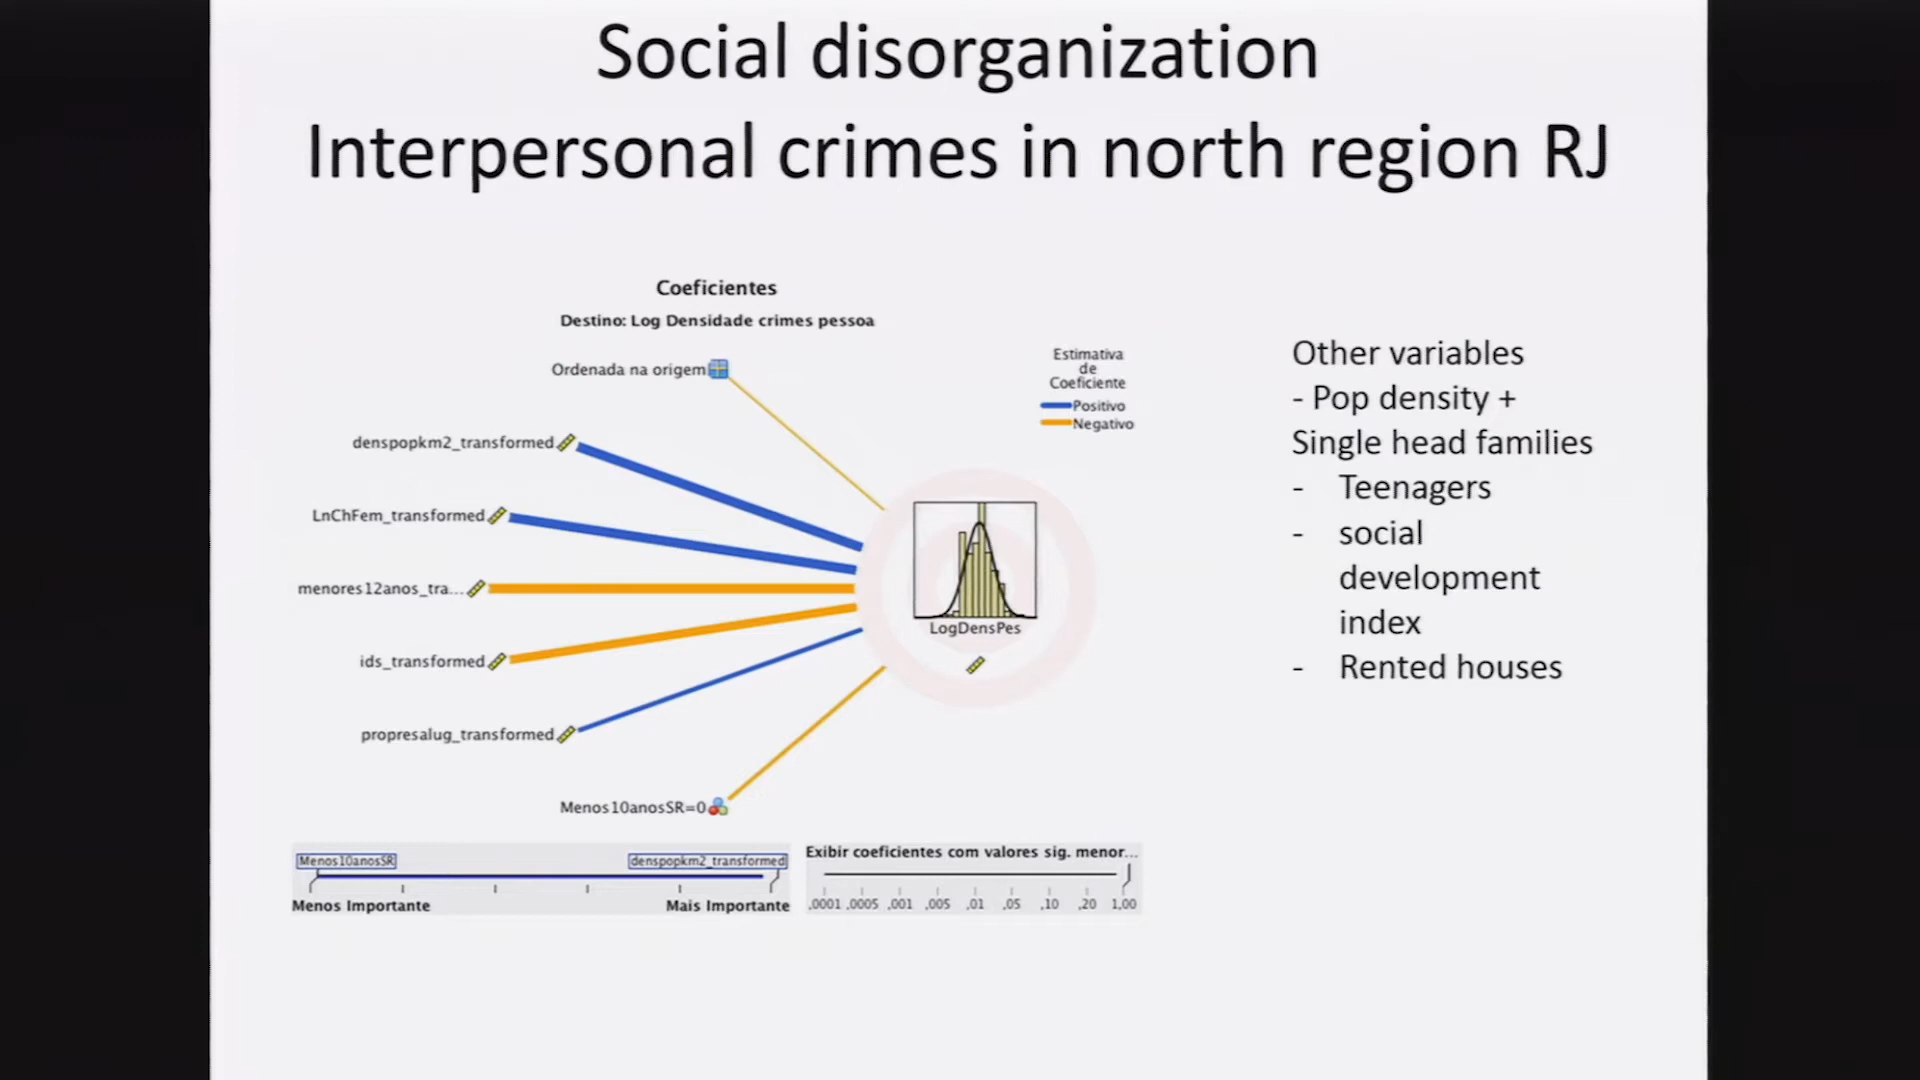 Social disorganization
Interpersonal crimes in north region RJ
Coeficientes
Destino: Log Densidade crimes pessoa
Ordenada na origem
denspopkm2_transformed
LnChFem_transformed
menores12anos_tra...
ids_transformed
propresalug_transformed
Menos10anosSR=0
Estimativa
de
Coeficiente
Positivo
Negativo
LogDensPes
Menos10anosSR
denspopkm2_transformed
Menos Importante
Mais Importante
Exibir coeficientes com valores sig. menor...
,0001 ,0005 ,001 ,005 ,01 ,05 ,10 ,20 1,00
Other variables
- Pop density +
Single head families
- Teenagers
- social
development
index
- Rented houses